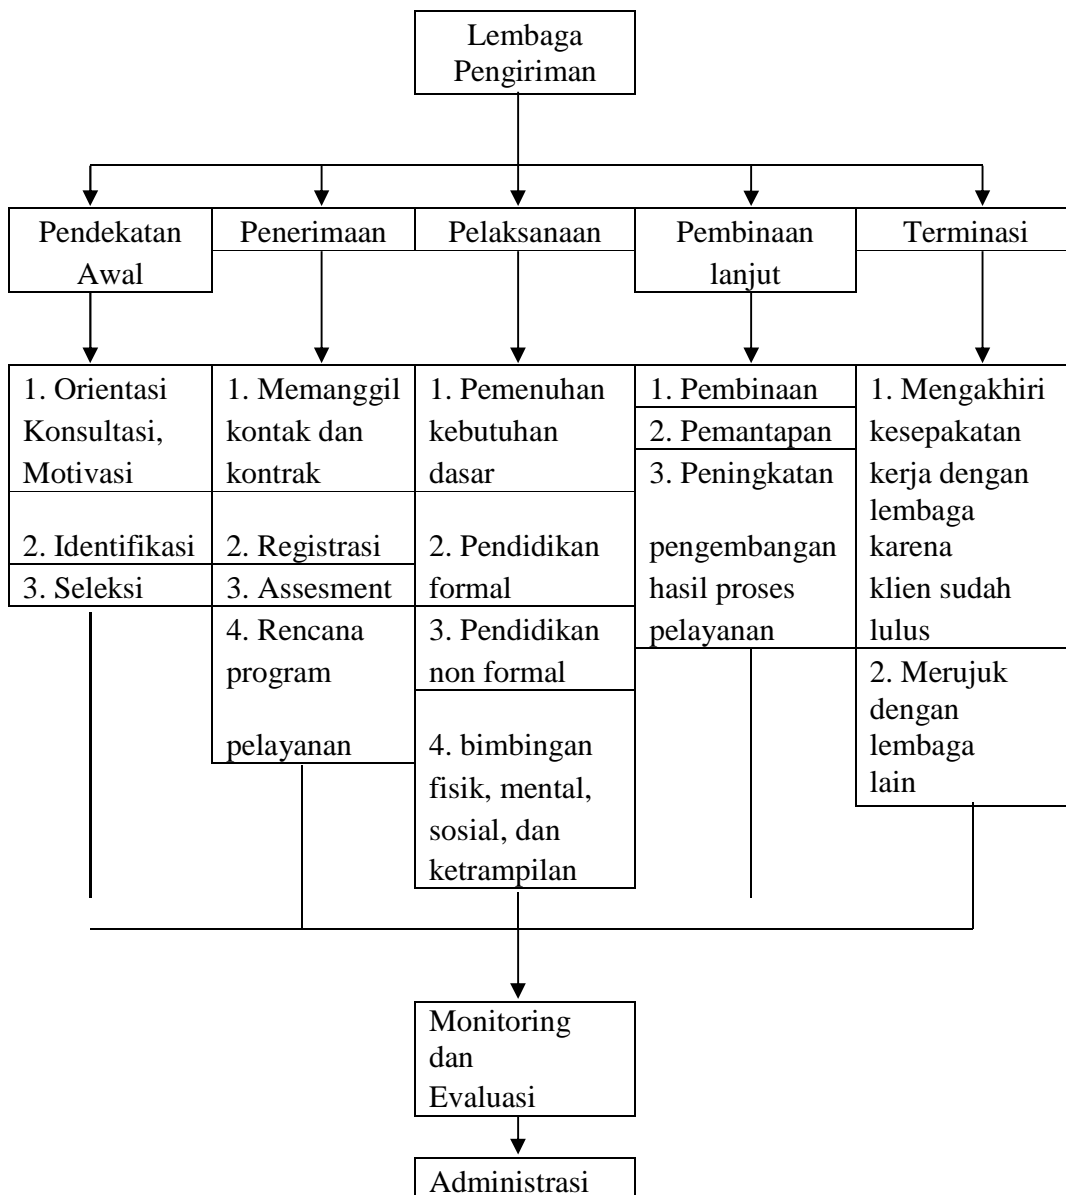 Lembaga
Pengiriman
Pendekatan
Awal
Penerimaan
Pelaksanaan
Pembinaan
lanjut
Terminasi
1. Orientasi
Konsultasi,
Motivasi
2. Identifikasi
3. Seleksi
1. Memanggil
kontak dan
kontrak
2. Registrasi
3. Assesment
4. Rencana
program
pelayanan
1. Pemenuhan
kebutuhan
dasar
2. Pendidikan
formal
3. Pendidikan
non formal
4. bimbingan
fisik, mental,
sosial, dan
ketrampilan
1. Pembinaan
2. Pemantapan
3. Peningkatan
pengembangan
hasil proses
pelayanan
1. Mengakhiri
kesepakatan
kerja dengan
lembaga
karena
klien sudah
lulus
2. Merujuk
dengan
lembaga
lain
Monitoring
dan
Evaluasi
Administrasi